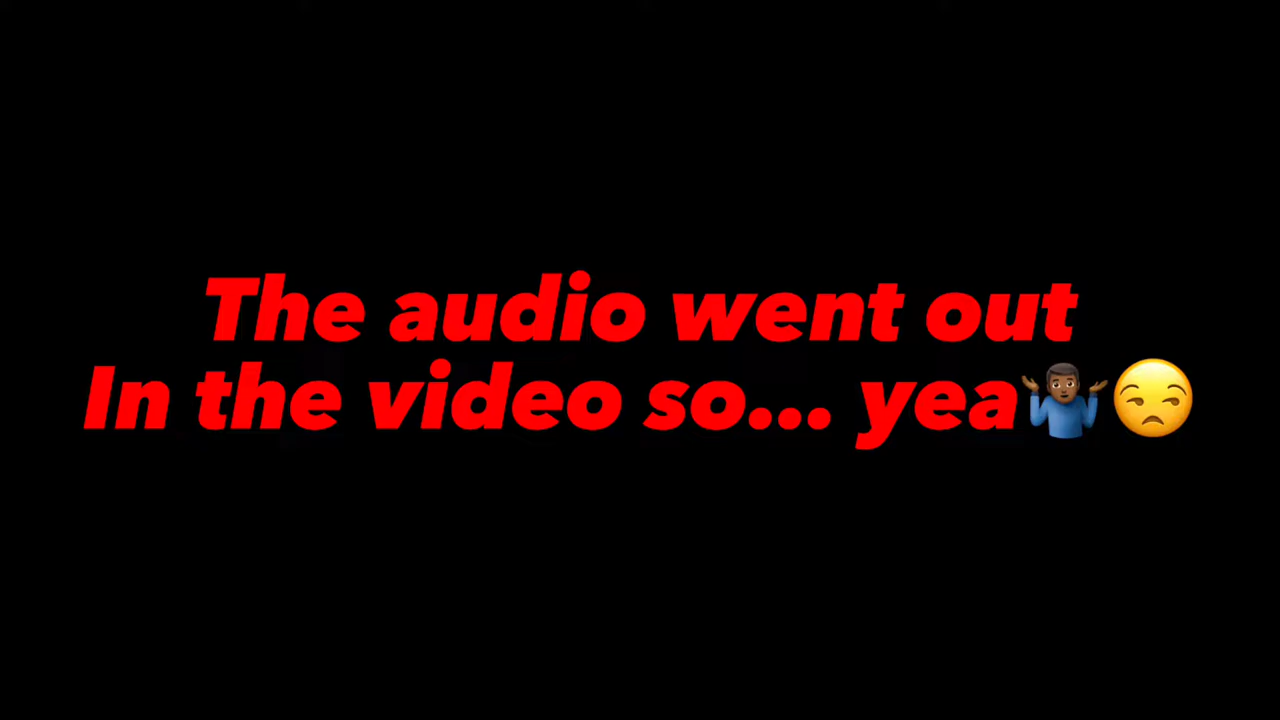 The audio went out
In the video so... yea🤷🏾‍♂️😒